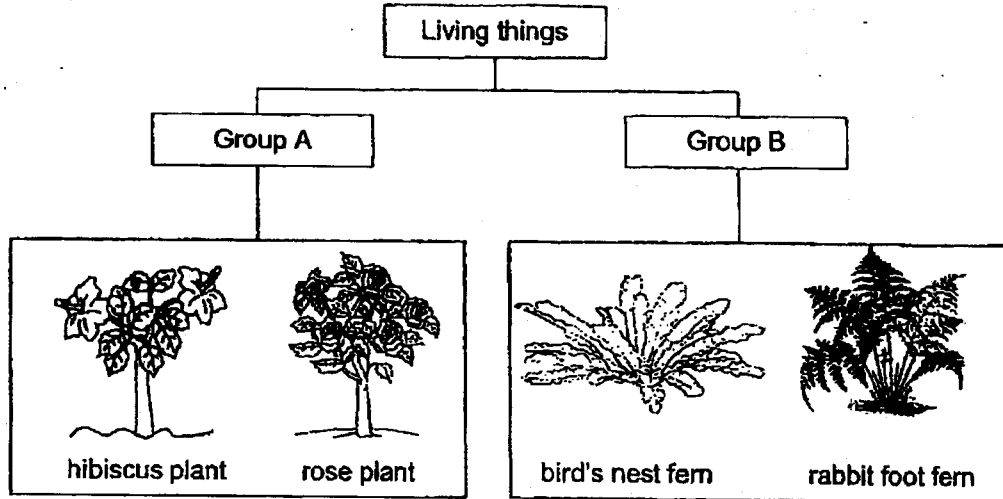 Living things
Group A
Group B
hibiscus plant
rose plant
bird's nest fern
rabbit foot fern